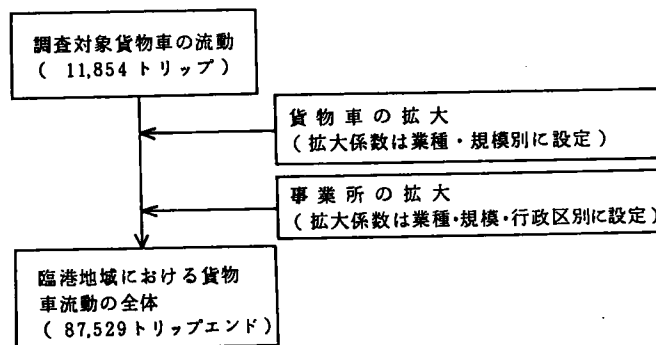 調査対象貨物車の流動
( 11,854 トリップ )
貨物車の拡大
( 拡大係数は業種・規模別に設定 )
事業所の拡大
(拡大係数は業種・規模・行政区別に設定)
臨港地域における貨物
車流動の全体
( 87,529 トリップエンド )